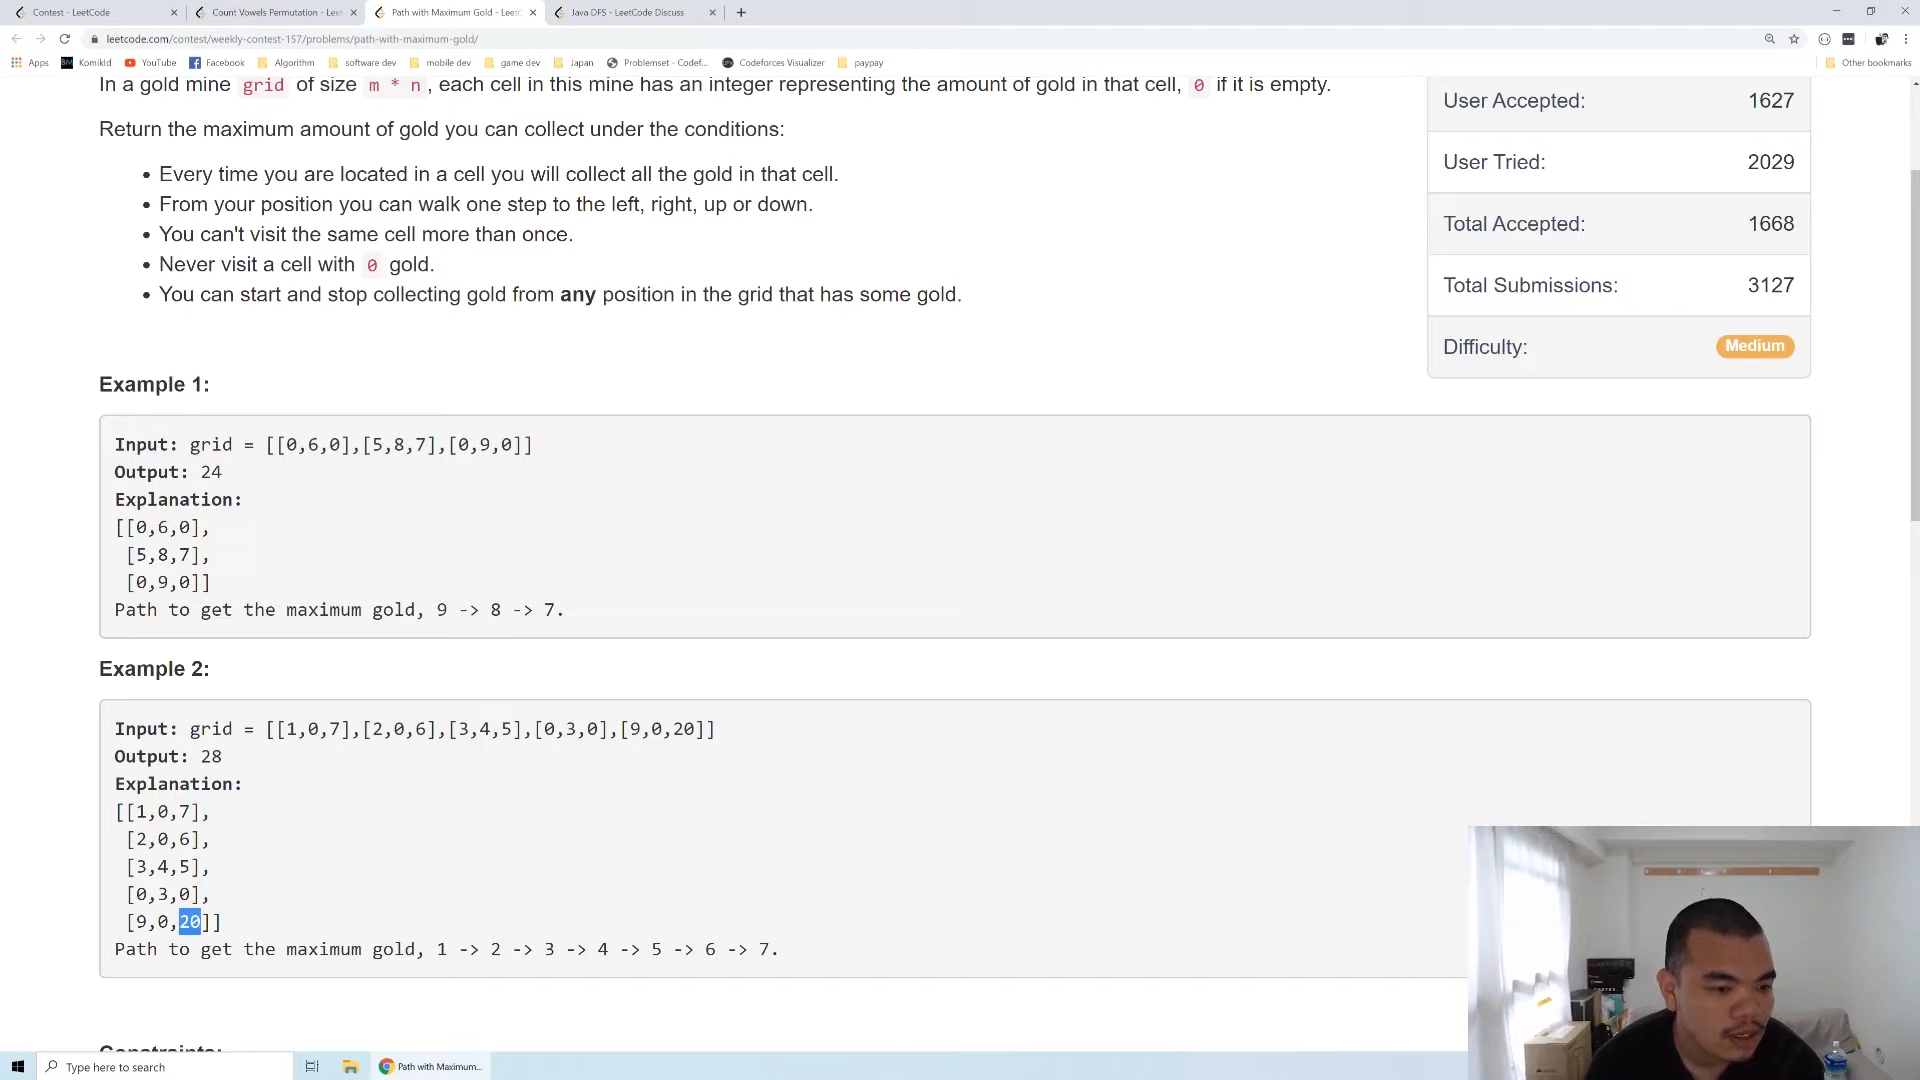 Contest - LeetCode
Count Vowels Permutation - Leet
Path with Maximum Gold - LeetC
Java DFS - LeetCode Discuss
leetcode.com/contest/weekly-contest-157/problems/path-with-maximum-gold/
Apps
Komikid
YouTube
Facebook
Algorithm
software dev
mobile dev
game dev
Japan
Problemset - Codef...
Codeforces Visualizer
paypay
Other bookmarks
In a gold mine grid of size m * n, each cell in this mine has an integer representing the amount of gold in that cell, 0 if it is empty.
Return the maximum amount of gold you can collect under the conditions:
• Every time you are located in a cell you will collect all the gold in that cell.
• From your position you can walk one step to the left, right, up or down.
• You can't visit the same cell more than once.
• Never visit a cell with 0 gold.
• You can start and stop collecting gold from any position in the grid that has some gold.
User Accepted: 1627
User Tried: 2029
Total Accepted: 1668
Total Submissions: 3127
Difficulty: Medium
Example 1:
Input: grid = [[0,6,0],[5,8,7],[0,9,0]]
Output: 24
Explanation:
[[0,6,0],
[5,8,7],
[0,9,0]]
Path to get the maximum gold, 9 -> 8 -> 7.
Example 2:
Input: grid = [[1,0,7],[2,0,6],[3,4,5],[0,3,0],[9,0,20]]
Output: 28
Explanation:
[[1,0,7],
[2,0,6],
[3,4,5],
[0,3,0],
[9,0,20]]
Path to get the maximum gold, 1 -> 2 -> 3 -> 4 -> 5 -> 6 -> 7.
Constraints:
Type here to search
Path with Maximum...